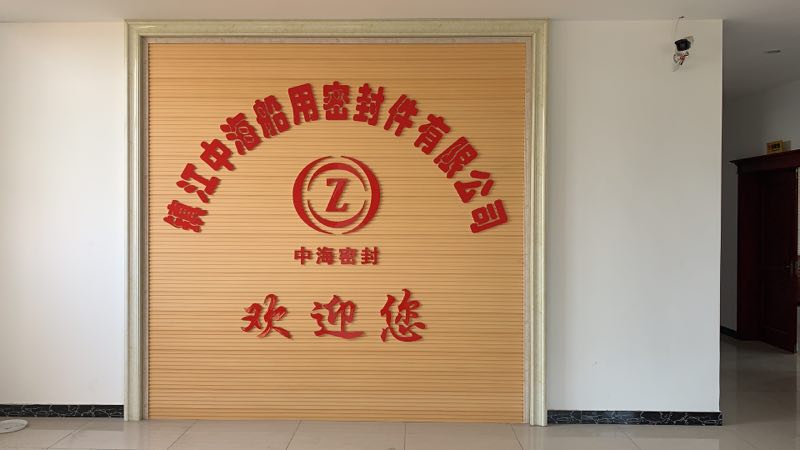 镇江中海船用密封件有限公司
Z
中海密封
欢迎您